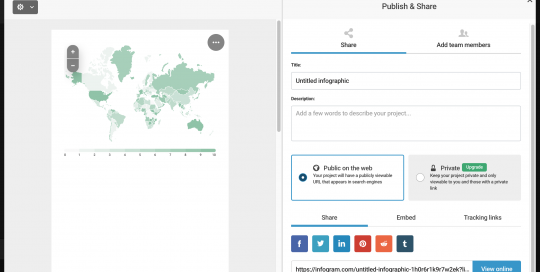 Publish & Share
Share
Add team members
Title:
Untitled infographic
Description:
Add a few words to describe your project...
Public on the web
Your project will have a publicly viewable
URL that appears in search engines
Private Upgrade
Keep your project private and only
viewable to you and those with a private
link
0 1 2 3 4 5 6 7 8 9 10
Share
Embed
Tracking links
https://infogram.com/untitled-infographic-1h0r6r1k9r7w2ek?li...
View online